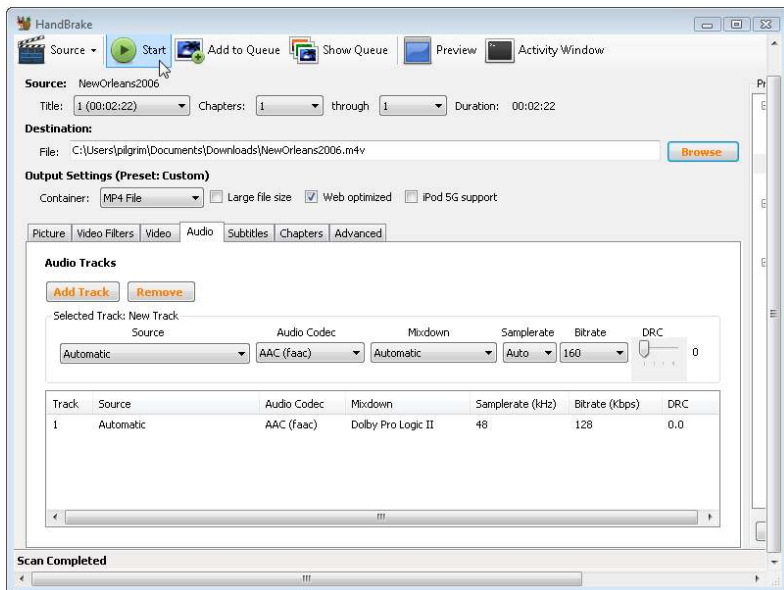 HandBrake
Source Start Add to Queue Show Queue Preview Activity Window
Source: NewOrleans2006
Pr
Title: 1 (00:02:22) Chapters: 1 through 1 Duration: 00:02:22
Destination:
File: C:\Users\pilgrim\Documents\Downloads\NewOrleans2006.m4v Browse
Output Settings (Preset: Custom)
Container: MP4 File Large file size Web optimized iPod 5G support
Picture Video Filters Video Audio Subtitles Chapters Advanced
Audio Tracks
Add Track Remove
Selected Track: New Track
Source Audio Codec Mixdown Samplerate Bitrate DRC
Automatic AAC (faac) Automatic Auto 160 0
Track Source Audio Codec Mixdown Samplerate (kHz) Bitrate (Kbps) DRC
1 Automatic AAC (faac) Dolby Pro Logic II 48 128 0.0
Scan Completed